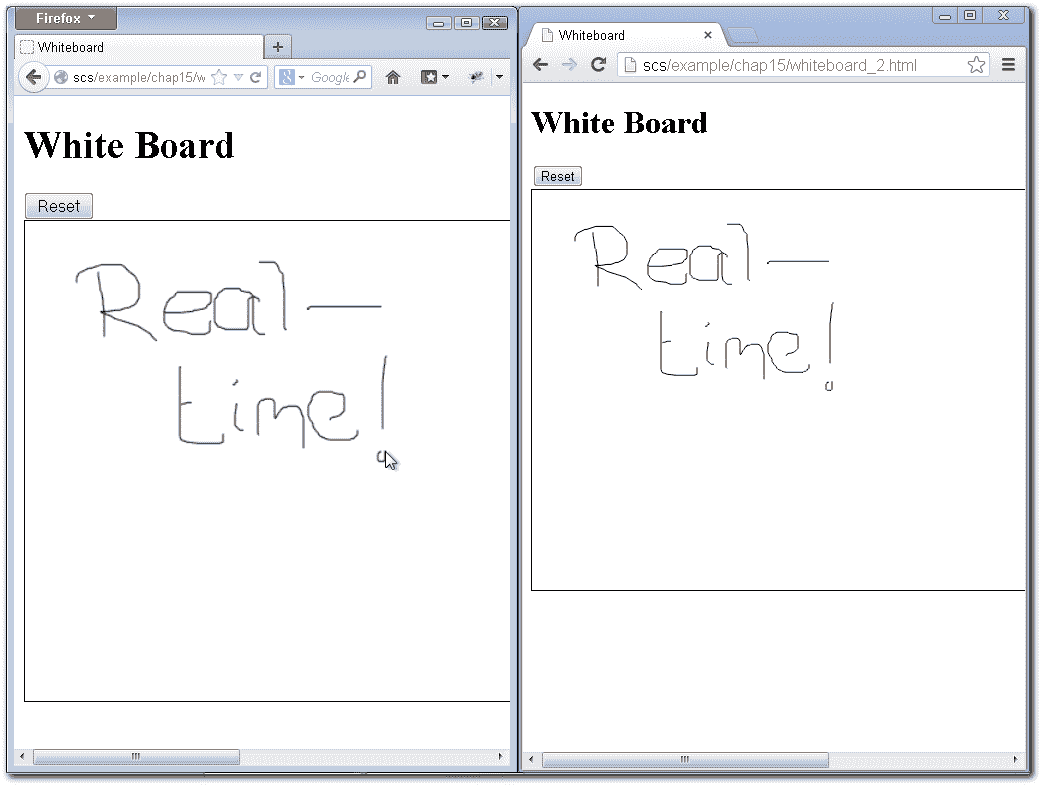 Firefox
Whiteboard
scs/example/chap15/w
Google
White Board
Reset
Real—
time!
Whiteboard
scs/example/chap15/whiteboard_2.html
White Board
Reset
Real—
time!